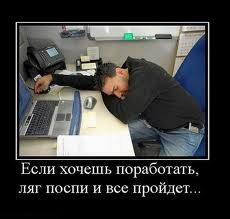 Если хочешь поработать,
ляг поспи и все пройдет...